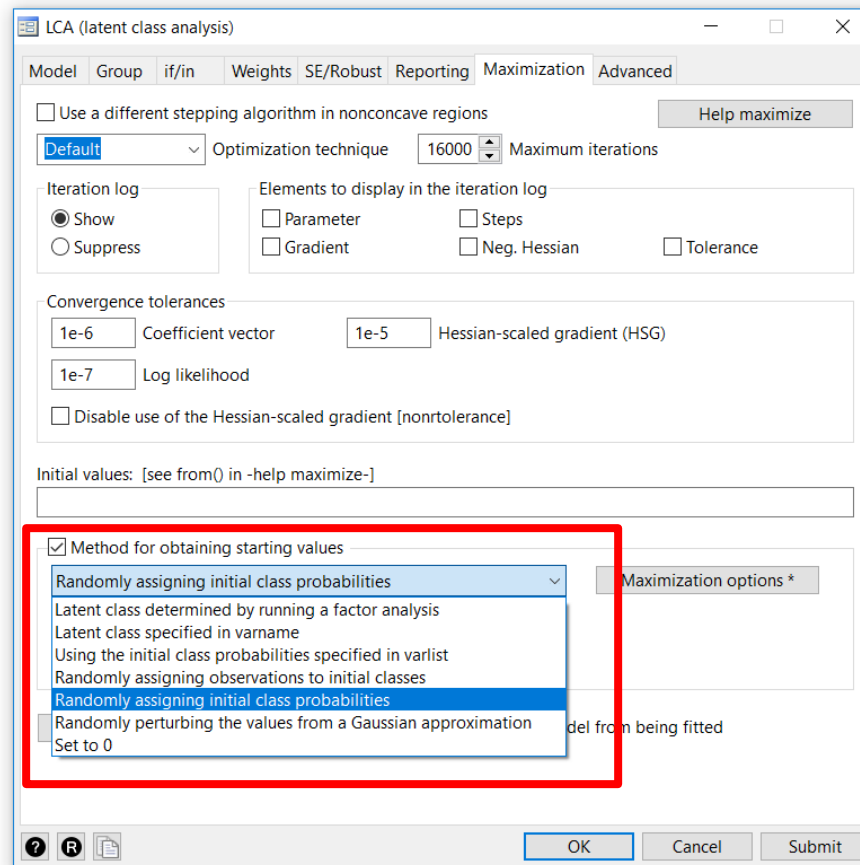 LCA (latent class analysis)
Model Group if/in Weights SE/Robust Reporting Maximization Advanced
Use a different stepping algorithm in nonconcave regions Help maximize
Default Optimization technique 16000 Maximum iterations
Iteration log Elements to display in the iteration log
Show Parameter Steps
Suppress Gradient Neg. Hessian Tolerance
Convergence tolerances
1e-6 Coefficient vector 1e-5 Hessian-scaled gradient (HSG)
1e-7 Log likelihood
Disable use of the Hessian-scaled gradient [nonrtolerance]
Initial values: [see from() in -help maximize-]
Method for obtaining starting values
Randomly assigning initial class probabilities Maximization options *
Latent class determined by running a factor analysis
Latent class specified in varname
Using the initial class probabilities specified in varlist
Randomly assigning observations to initial classes
Randomly assigning initial class probabilities
Randomly perturbing the values from a Gaussian approximation del from being fitted
Set to 0
? R OK Cancel Submit